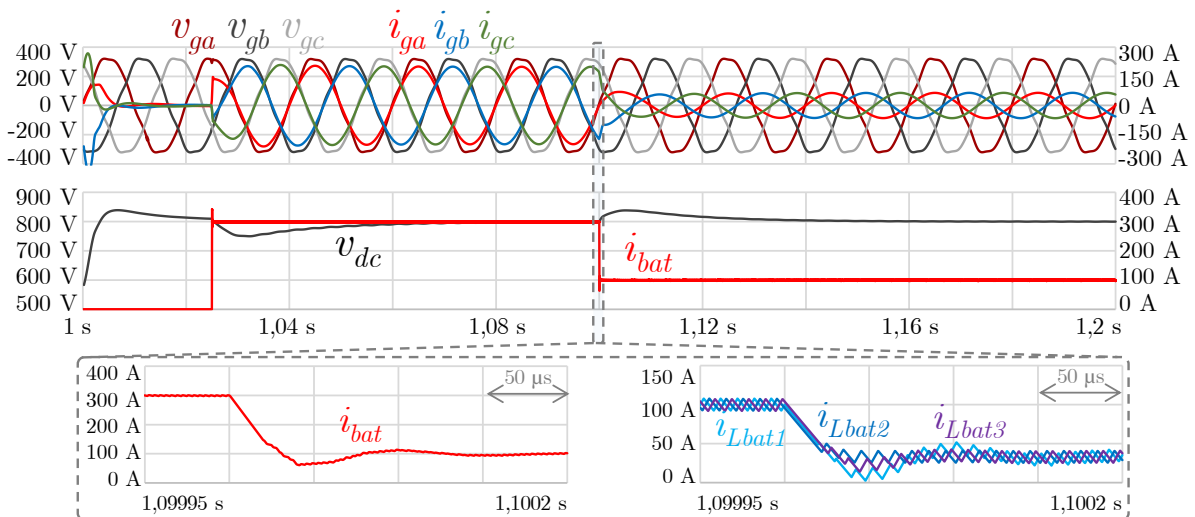 v_ga v_gb v_gc i_ga i_gb i_gc
400 V 300 A
200 V 150 A
0 V 0 A
-200 V -150 A
-400 V -300 A
900 V 400 A
800 V 300 A
700 V v_dc i_bat 200 A
600 V 100 A
500 V 0 A
1 s 1,04 s 1,08 s 1,12 s 1,16 s 1,2 s
400 A 50 µs
300 A
200 A i_bat
100 A
0 A
1,09995 s 1,1002 s
150 A 50 µs
100 A
i_Lbat1 i_Lbat2 i_Lbat3
50 A
0 A
1,09995 s 1,1002 s